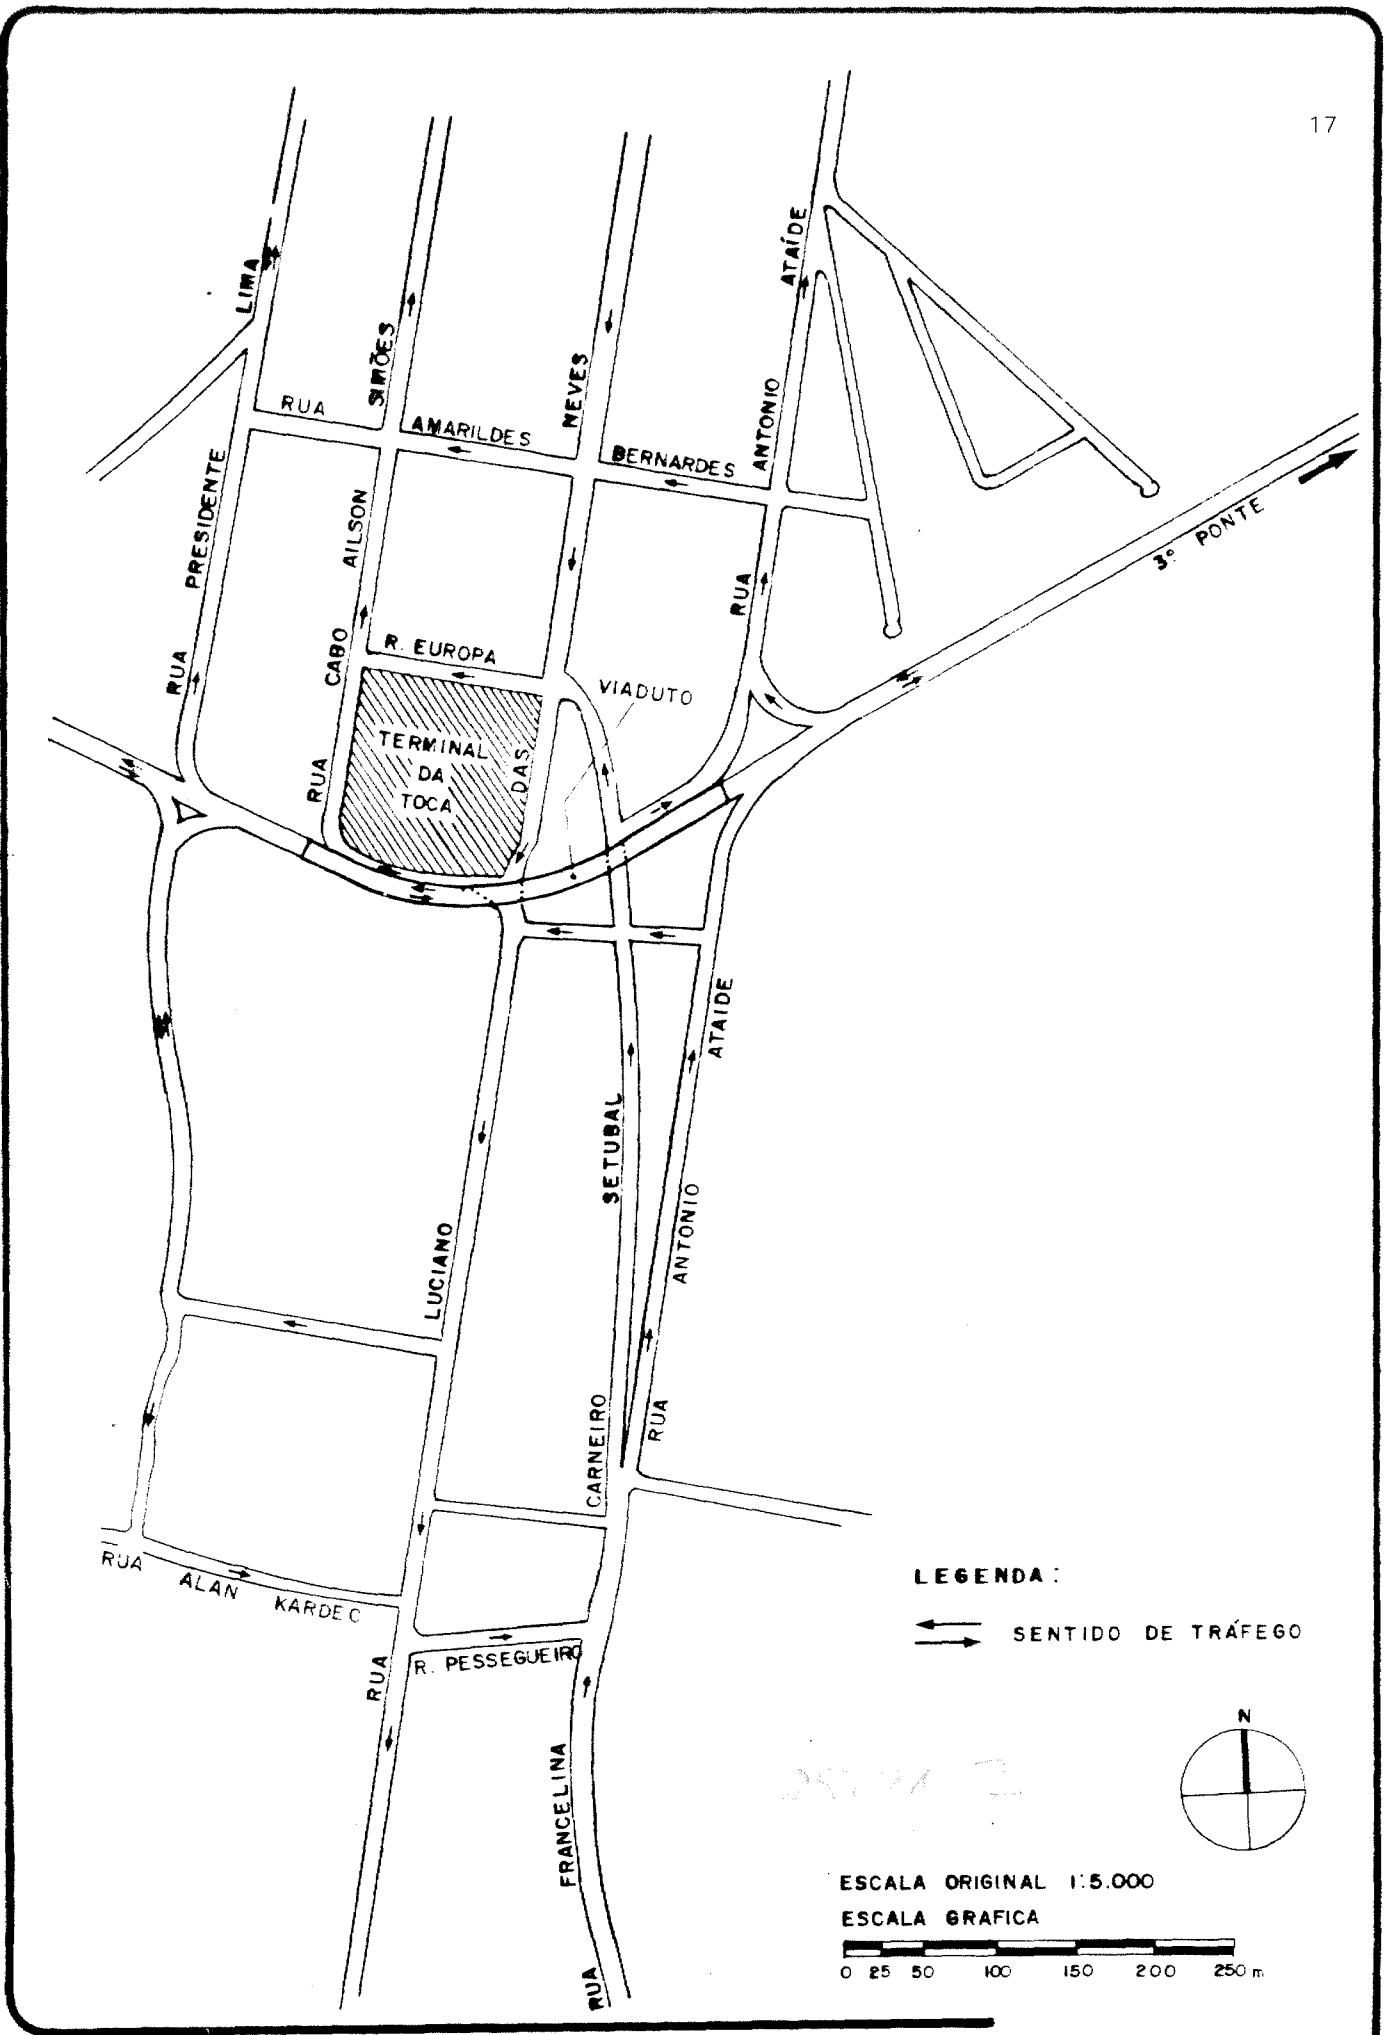 17
LIMA
PRESIDENTE
RUA
SIMÕES
AILSON
CABO
RUA
NEVES
DAS
ATAÍDE
ANTONIO
RUA
RUA
AMARILDES
BERNARDES
R. EUROPA
VIADUTO
3º PONTE
TERMINAL
DA
TOCA
ATAIDE
ANTONIO
RUA
SETUBAL
CARNEIRO
FRANCELINA
RUA
LUCIANO
RUA
RUA ALAN KARDEC
R. PESSEGUEIRO
LEGENDA:
SENTIDO DE TRÁFEGO
N
ESCALA ORIGINAL 1:5.000
ESCALA GRAFICA
0 25 50 100 150 200 250 m